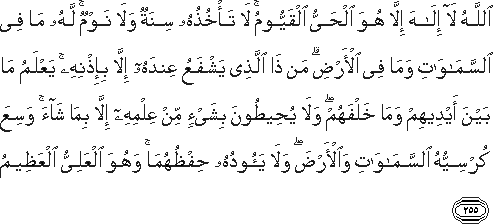 ٱللَّهُ لَآ إِلَـٰهَ إِلَّا هُوَ ٱلْحَىُّ ٱلْقَيُّومُ ۚ لَا تَأْخُذُهُۥ سِنَةٌ وَلَا نَوْمٌ ۚ لَّهُۥ مَا فِى
ٱلسَّمَـٰوَٰتِ وَمَا فِى ٱلْأَرْضِ ۗ مَن ذَا ٱلَّذِى يَشْفَعُ عِندَهُۥٓ إِلَّا بِإِذْنِهِۦ ۚ يَعْلَمُ مَا
بَيْنَ أَيْدِيهِمْ وَمَا خَلْفَهُمْ ۖ وَلَا يُحِيطُونَ بِشَىْءٍ مِّنْ عِلْمِهِۦٓ إِلَّا بِمَا شَآءَ ۚ وَسِعَ
كُرْسِيُّهُ ٱلسَّمَـٰوَٰتِ وَٱلْأَرْضَ ۖ وَلَا يَـُٔودُهُۥ حِفْظُهُمَا ۚ وَهُوَ ٱلْعَلِىُّ ٱلْعَظِيمُ
٢٥٥